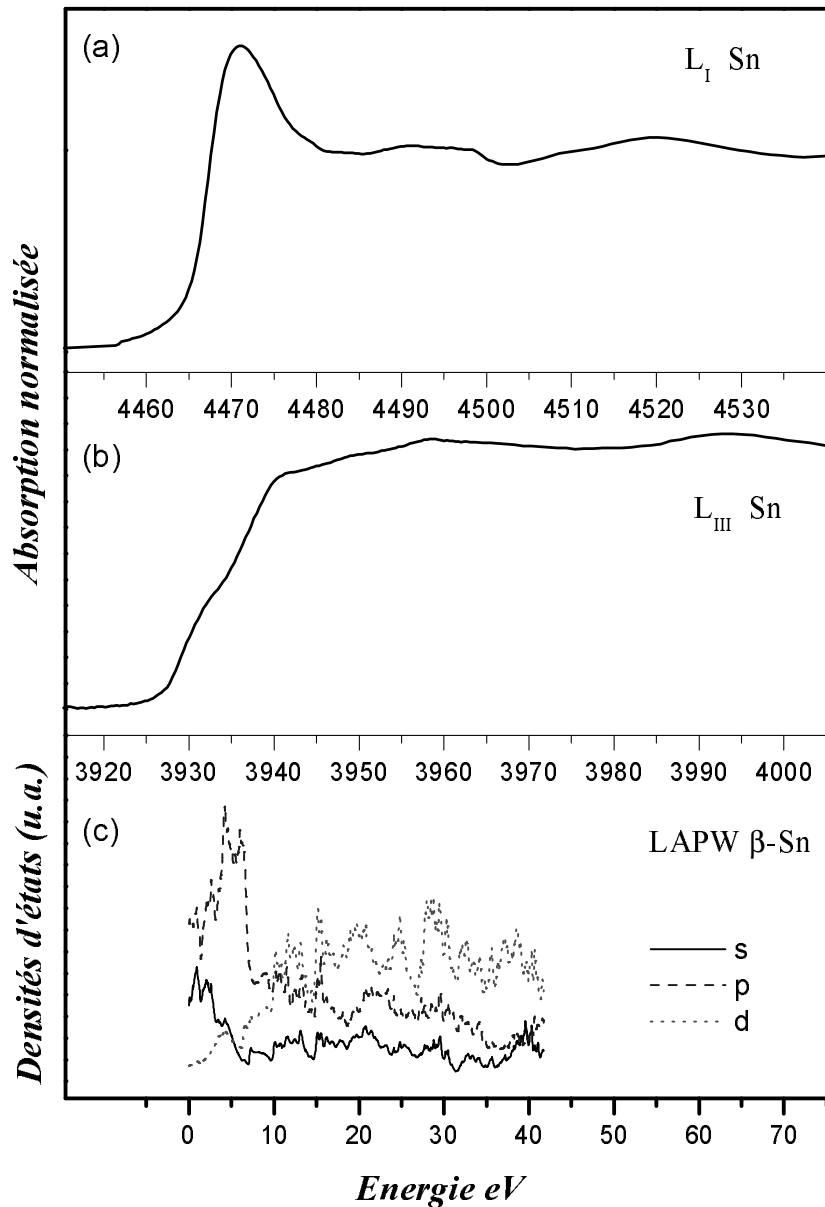 (a)
L_I Sn
Absorption normalisée
4460 4470 4480 4490 4500 4510 4520 4530
(b)
L_III Sn
3920 3930 3940 3950 3960 3970 3980 3990 4000
Densités d'états (u.a.)
(c)
LAPW β-Sn
s
p
d
0 10 20 30 40 50 60 70
Energie eV